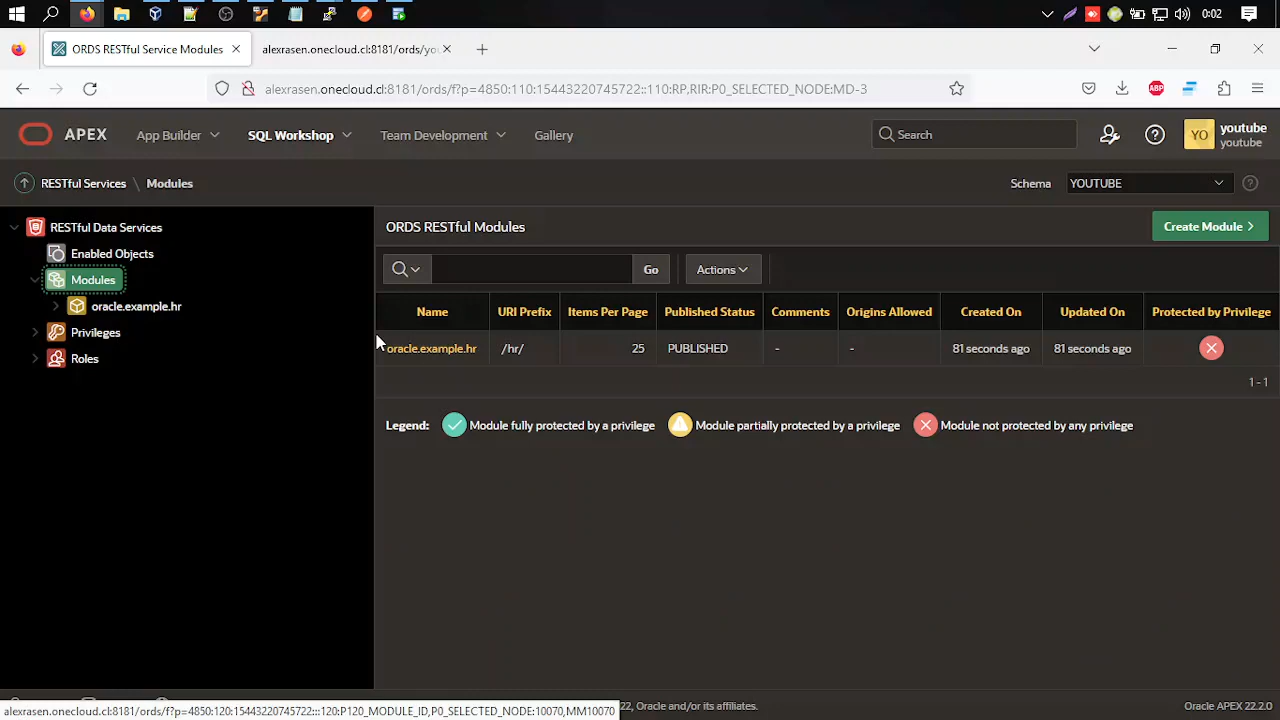 0:02
ORDS RESTful Service Modules
alexrasen.onecloud.cl:8181/ords/yo
alexrasen.onecloud.cl:8181/ords/f?p=4850:110:15443220745722::110:RP,RIR:P0_SELECTED_NODE:MD-3
ABP
APEX
App Builder
SQL Workshop
Team Development
Gallery
Search
YO
youtube
youtube
RESTful Services \ Modules
Schema
YOUTUBE
RESTful Data Services
Enabled Objects
Modules
oracle.example.hr
Privileges
Roles
ORDS RESTful Modules
Create Module
Go
Actions
Name URI Prefix Items Per Page Published Status Comments Origins Allowed Created On Updated On Protected by Privilege
oracle.example.hr /hr/ 25 PUBLISHED - - 81 seconds ago 81 seconds ago
1 - 1
Legend: Module fully protected by a privilege Module partially protected by a privilege Module not protected by any privilege
alexrasen.onecloud.cl:8181/ords/f?p=4850:120:15443220745722:::120:P120_MODULE_ID,P0_SELECTED_NODE:10070,MM10070
22, Oracle and/or its affiliates.
Oracle APEX 22.2.0